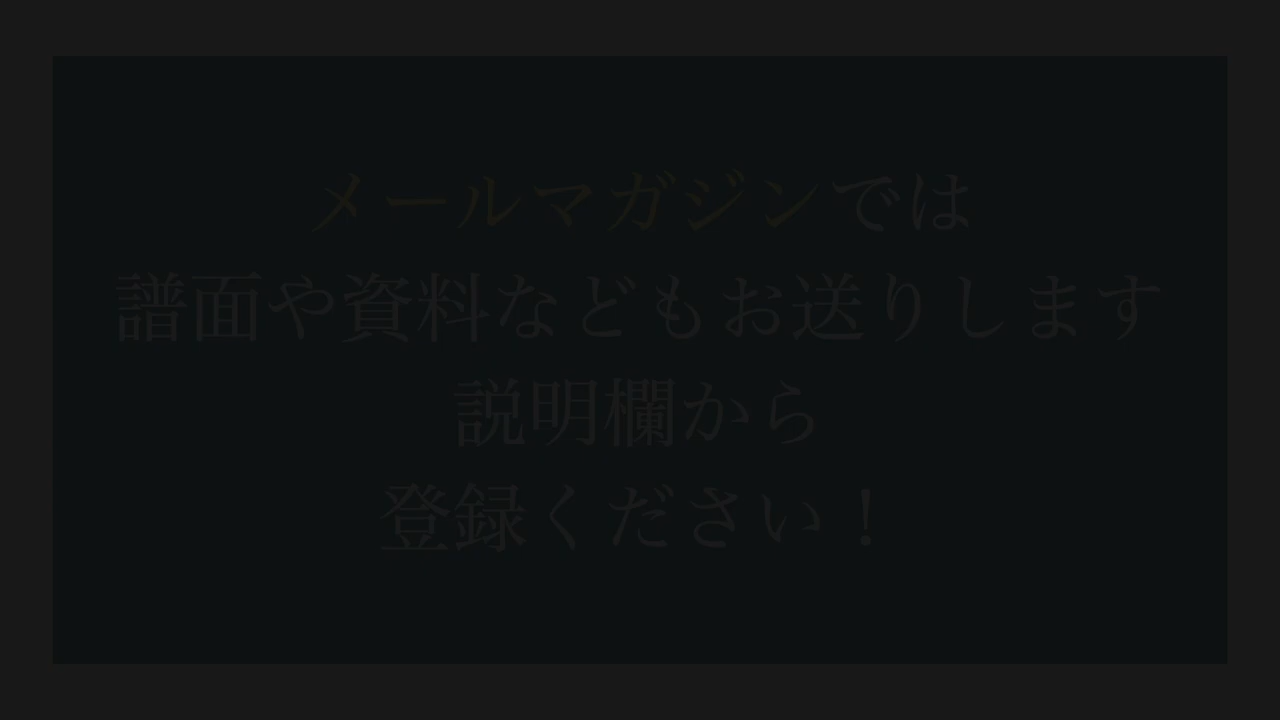 メールマガジンでは
譜面や資料などもお送りします
説明欄から
登録ください！